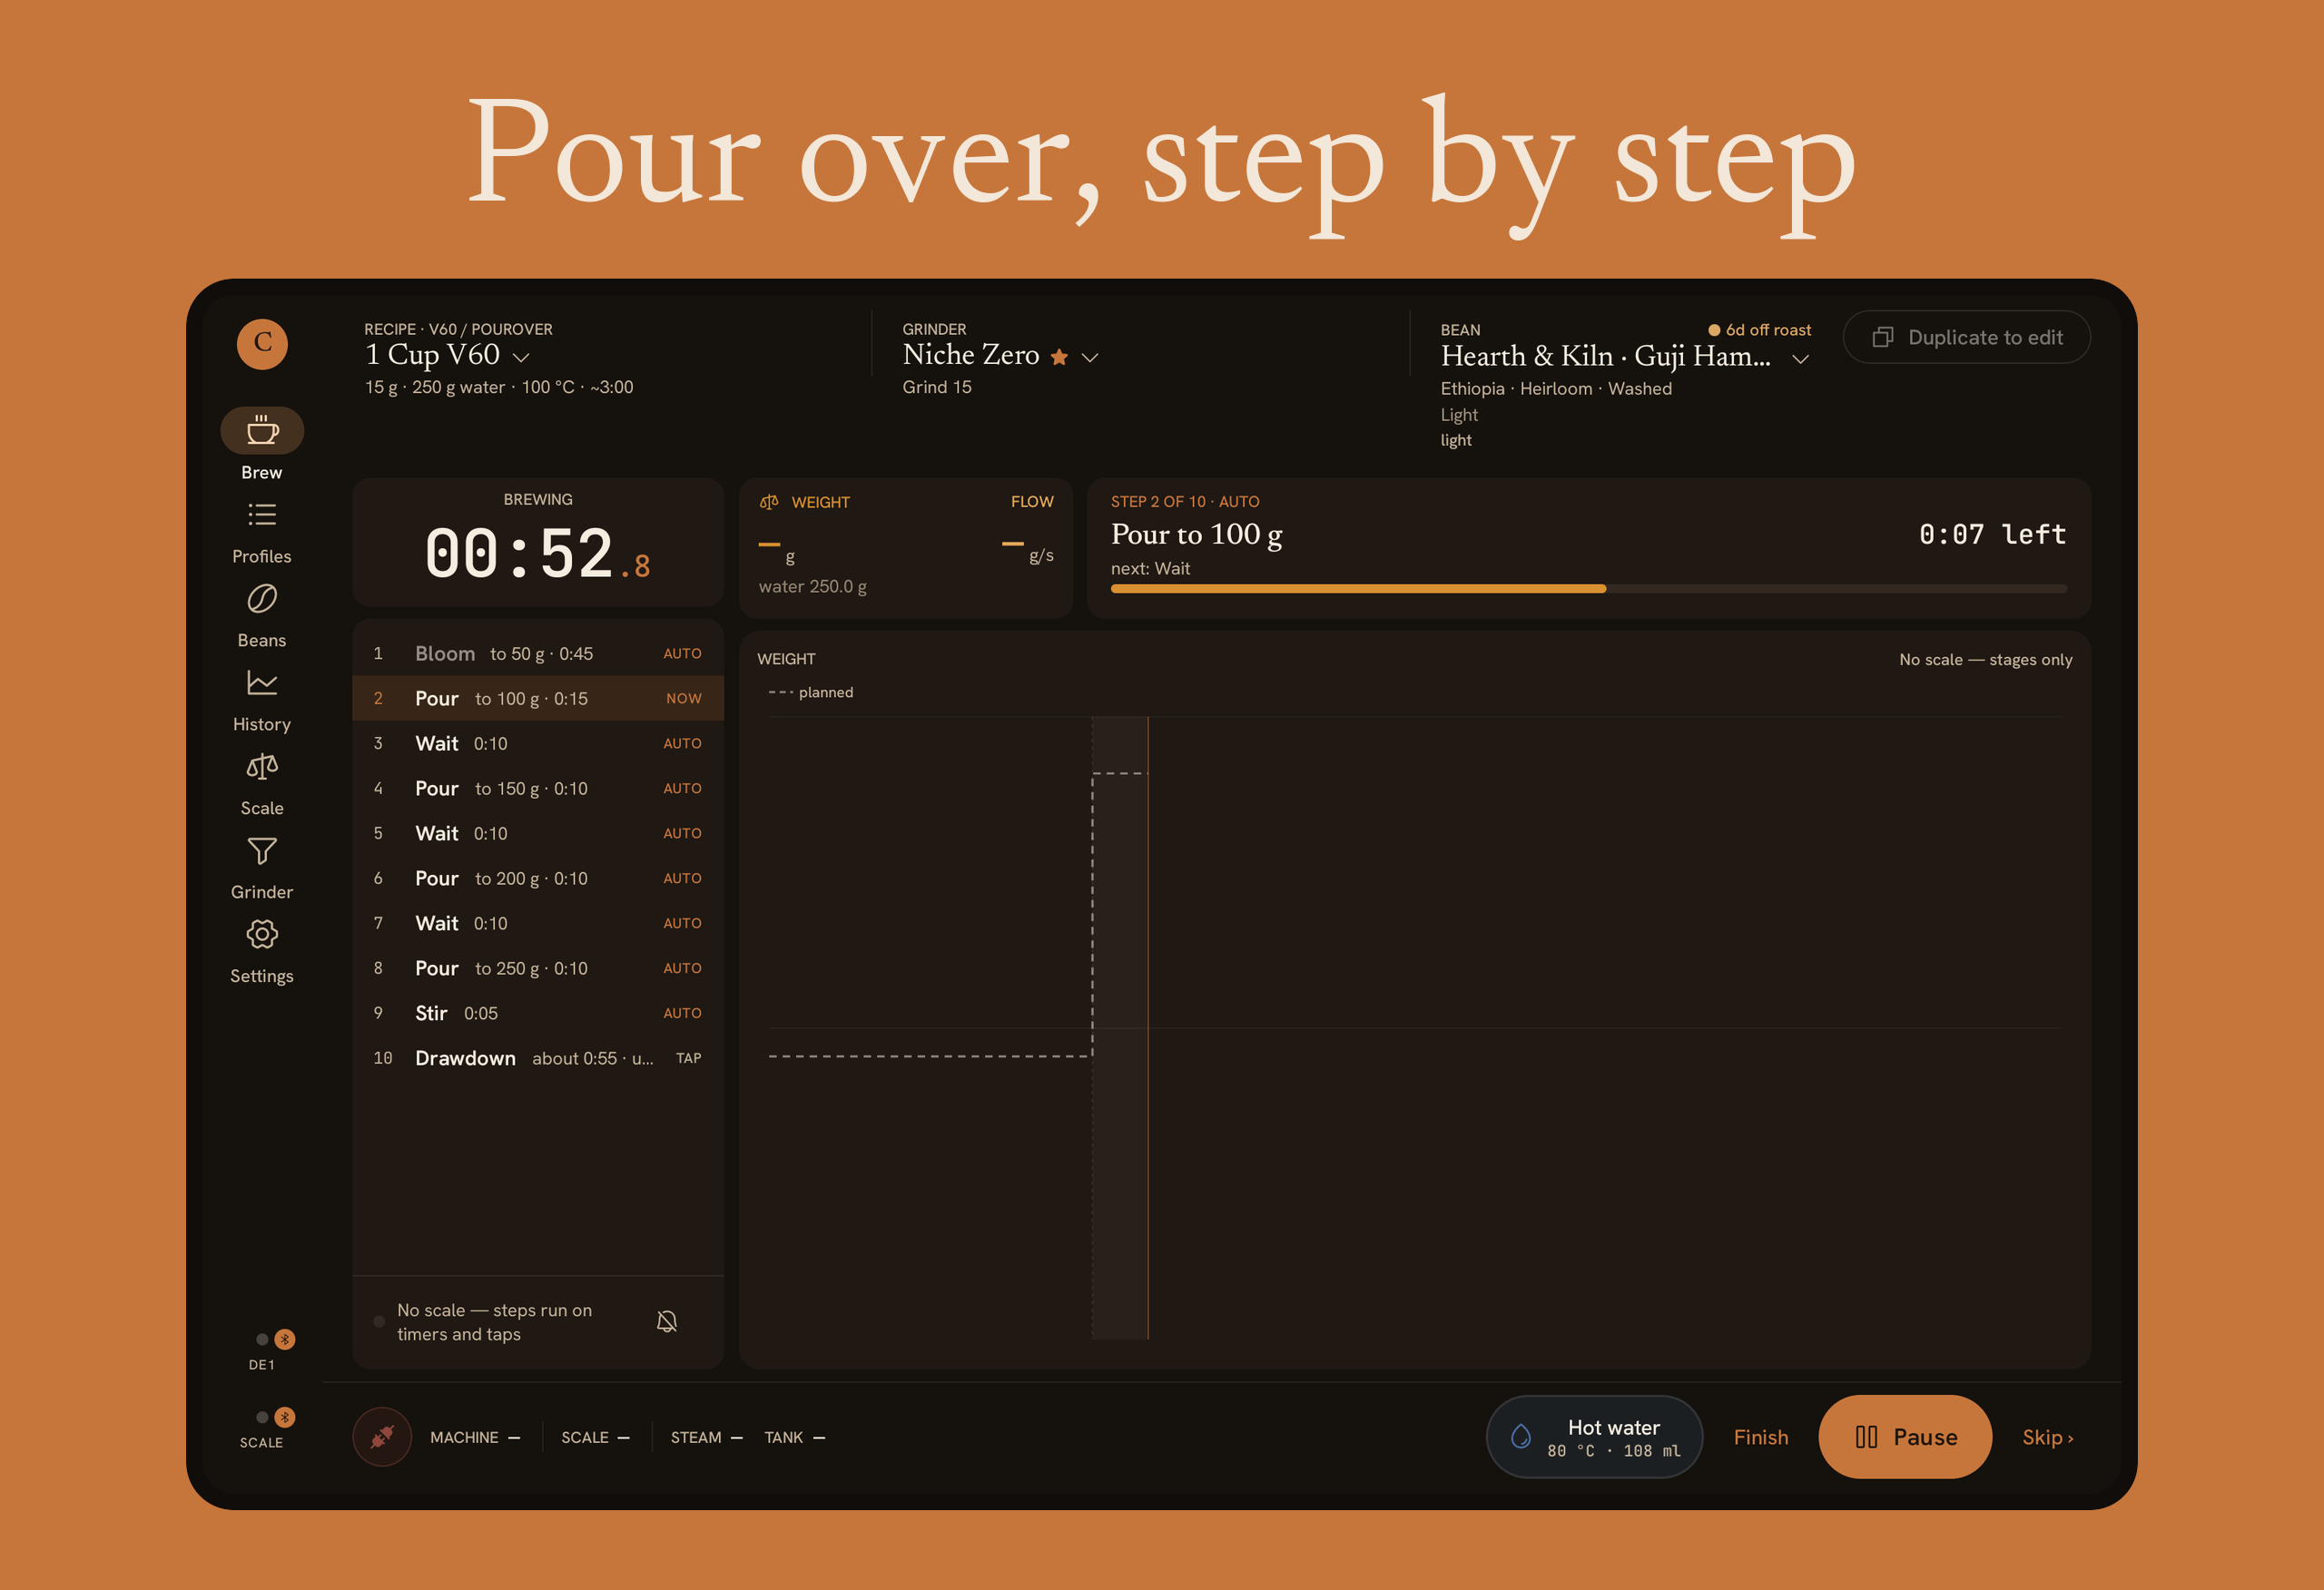 Pour over, step by step
C
Brew
Profiles
Beans
History
Scale
Grinder
Settings
DE1
SCALE
RECIPE · V60 / POUROVER
1 Cup V60
15 g · 250 g water · 100 °C · ~3:00
GRINDER
Niche Zero
Grind 15
BEAN
6d off roast
Hearth & Kiln · Guji Ham...
Ethiopia · Heirloom · Washed
Light
light
Duplicate to edit
BREWING
00:52.8
WEIGHT
FLOW
– g
– g/s
water 250.0 g
STEP 2 OF 10 · AUTO
Pour to 100 g
0:07 left
next: Wait
1 Bloom to 50 g · 0:45 AUTO
2 Pour to 100 g · 0:15 NOW
3 Wait 0:10 AUTO
4 Pour to 150 g · 0:10 AUTO
5 Wait 0:10 AUTO
6 Pour to 200 g · 0:10 AUTO
7 Wait 0:10 AUTO
8 Pour to 250 g · 0:10 AUTO
9 Stir 0:05 AUTO
10 Drawdown about 0:55 · u... TAP
No scale — steps run on
timers and taps
WEIGHT
No scale — stages only
planned
MACHINE –
SCALE –
STEAM –
TANK –
Hot water
80 °C · 108 ml
Finish
Pause
Skip ›